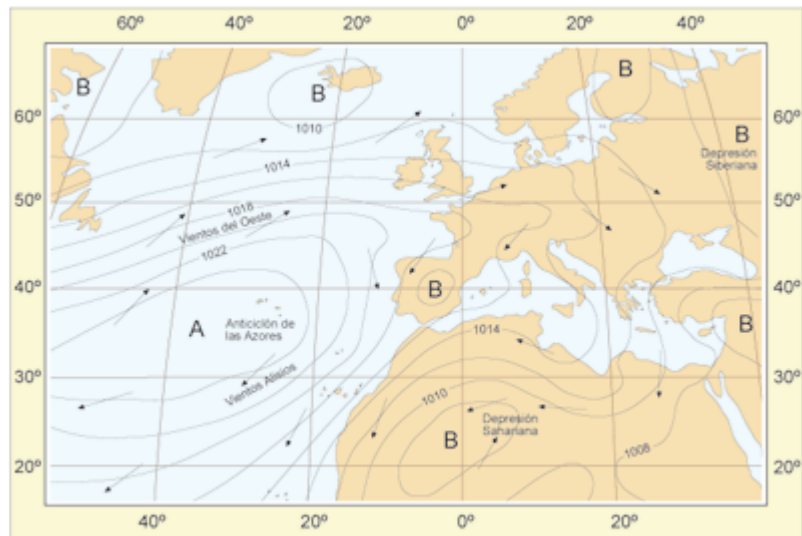 60º 40º 20º 0º 20º 40º
B
B
B
60º
60º
1010
B
Depresión
Siberiana
1014
50º
50º
1018
Vientos del Oeste
1022
40º
B
40º
A
Anticiclón de
las Azores
1014
B
30º
Vientos Alisios
30º
1010
Depresión
Sahariana
B
1008
20º
20º
40º 20º 0º 20º